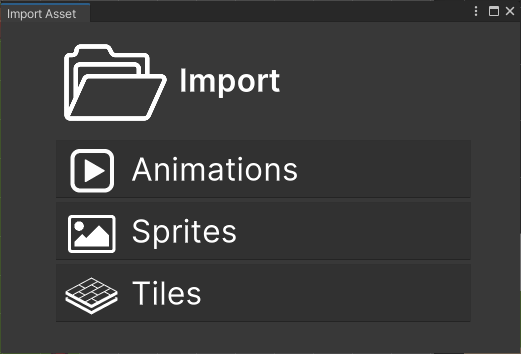 Import Asset
Import
Animations
Sprites
Tiles